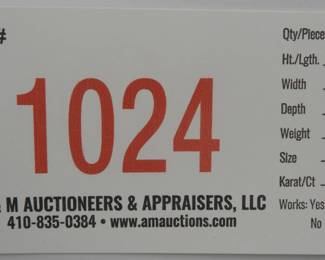 #
1024
& M AUCTIONEERS & APPRAISERS, LLC
410-835-0384 • www.amauctions.com
Qty/Piece
Ht./Lgth.
Width
Depth
Weight
Size
Karat/Ct
Works: Yes
No